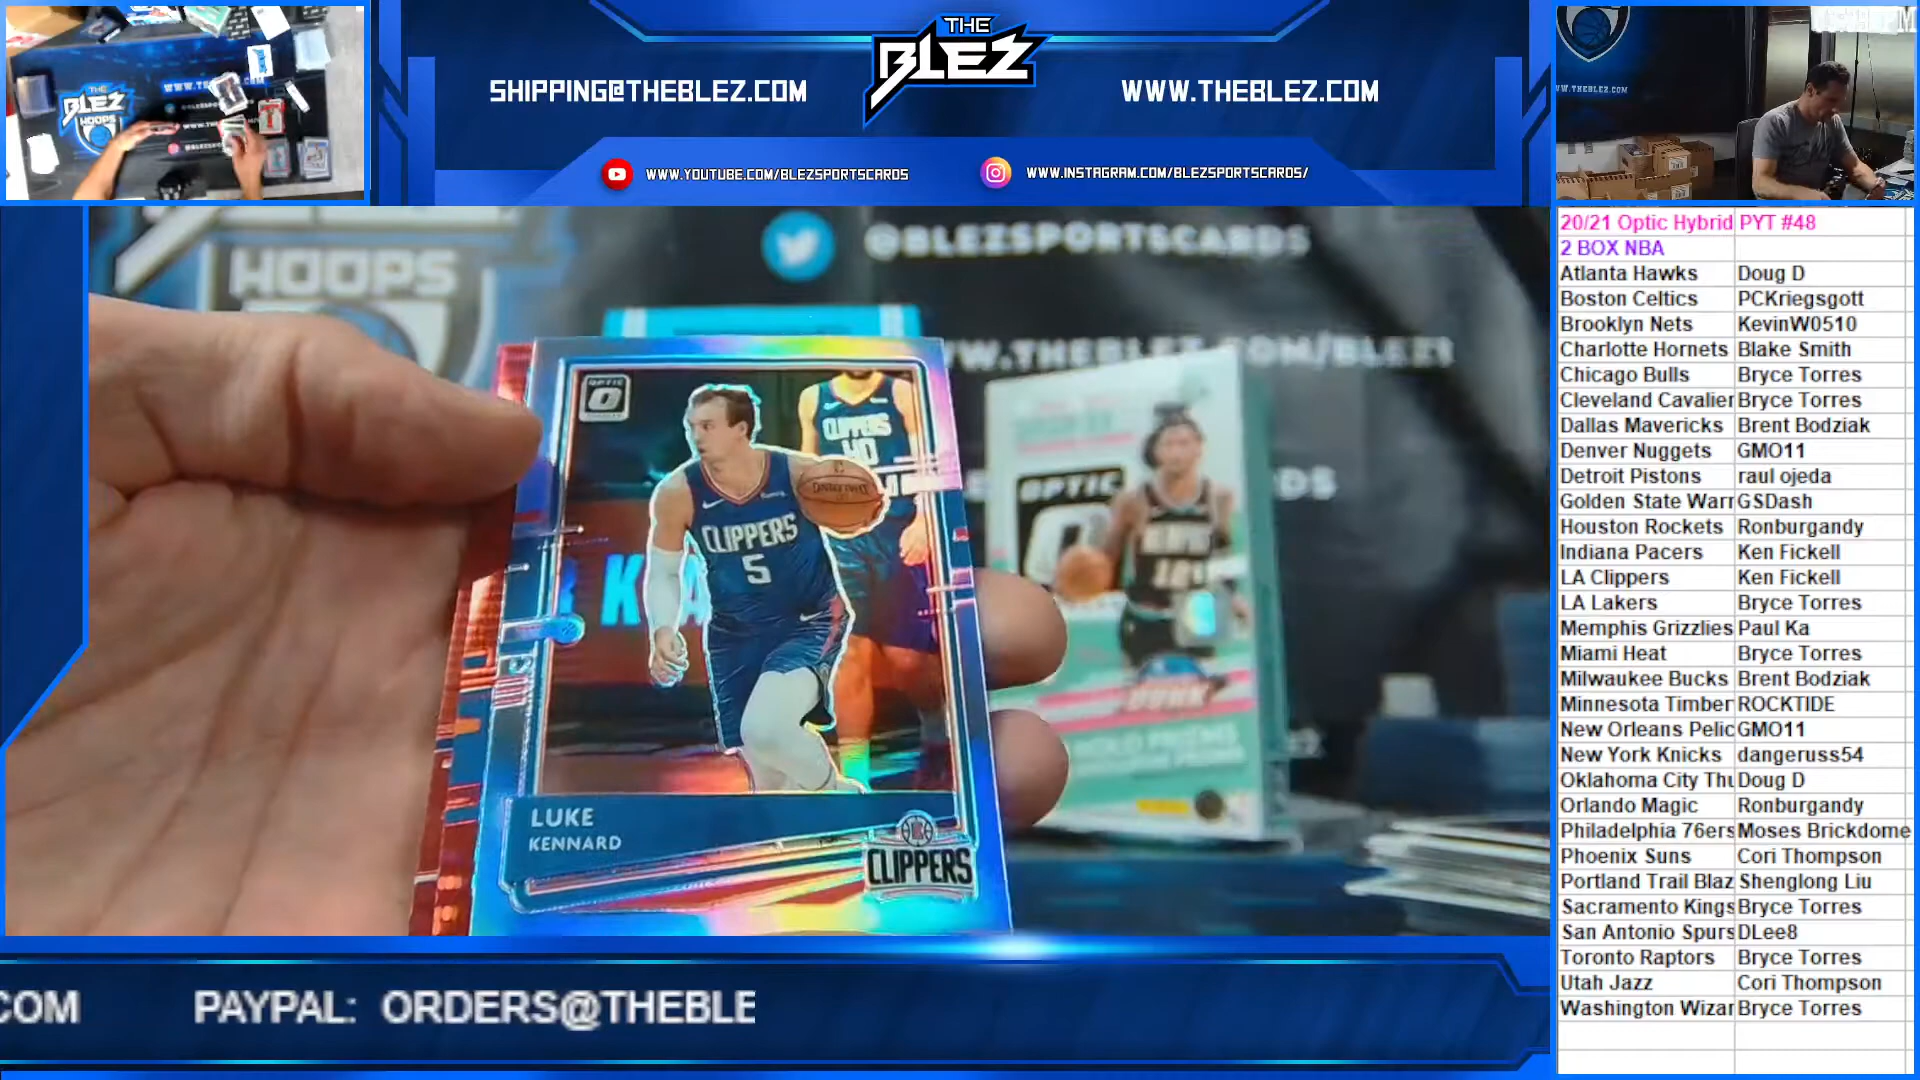 THE
BLEZ
SHIPPING@THEBLEZ.COM
WWW.THEBLEZ.COM
WWW.YOUTUBE.COM/BLEZSPORTSCARDS
WWW.INSTAGRAM.COM/BLEZSPORTSCARDS/
THE
BLEZ
HOOPS
HOOPS
@BLEZSPORTSCARDS
OPTIC
CLIPPERS
40
CLIPPERS
5
LUKE
KENNARD
CLIPPERS
OPTIC
20/21 Optic Hybrid PYT #48
2 BOX NBA
Atlanta Hawks Doug D
Boston Celtics PCKriegsgott
Brooklyn Nets KevinW0510
Charlotte Hornets Blake Smith
Chicago Bulls Bryce Torres
Cleveland Cavalier Bryce Torres
Dallas Mavericks Brent Bodziak
Denver Nuggets GMO11
Detroit Pistons raul ojeda
Golden State Warr GSDash
Houston Rockets Ronburgandy
Indiana Pacers Ken Fickell
LA Clippers Ken Fickell
LA Lakers Bryce Torres
Memphis Grizzlies Paul Ka
Miami Heat Bryce Torres
Milwaukee Bucks Brent Bodziak
Minnesota Timber ROCKTIDE
New Orleans Pelic GMO11
New York Knicks dangeruss54
Oklahoma City Thu Doug D
Orlando Magic Ronburgandy
Philadelphia 76ers Moses Brickdome
Phoenix Suns Cori Thompson
Portland Trail Blaz Shenglong Liu
Sacramento Kings Bryce Torres
San Antonio Spurs DLee8
Toronto Raptors Bryce Torres
Utah Jazz Cori Thompson
Washington Wizar Bryce Torres
COM PAYPAL: ORDERS@THEBLE